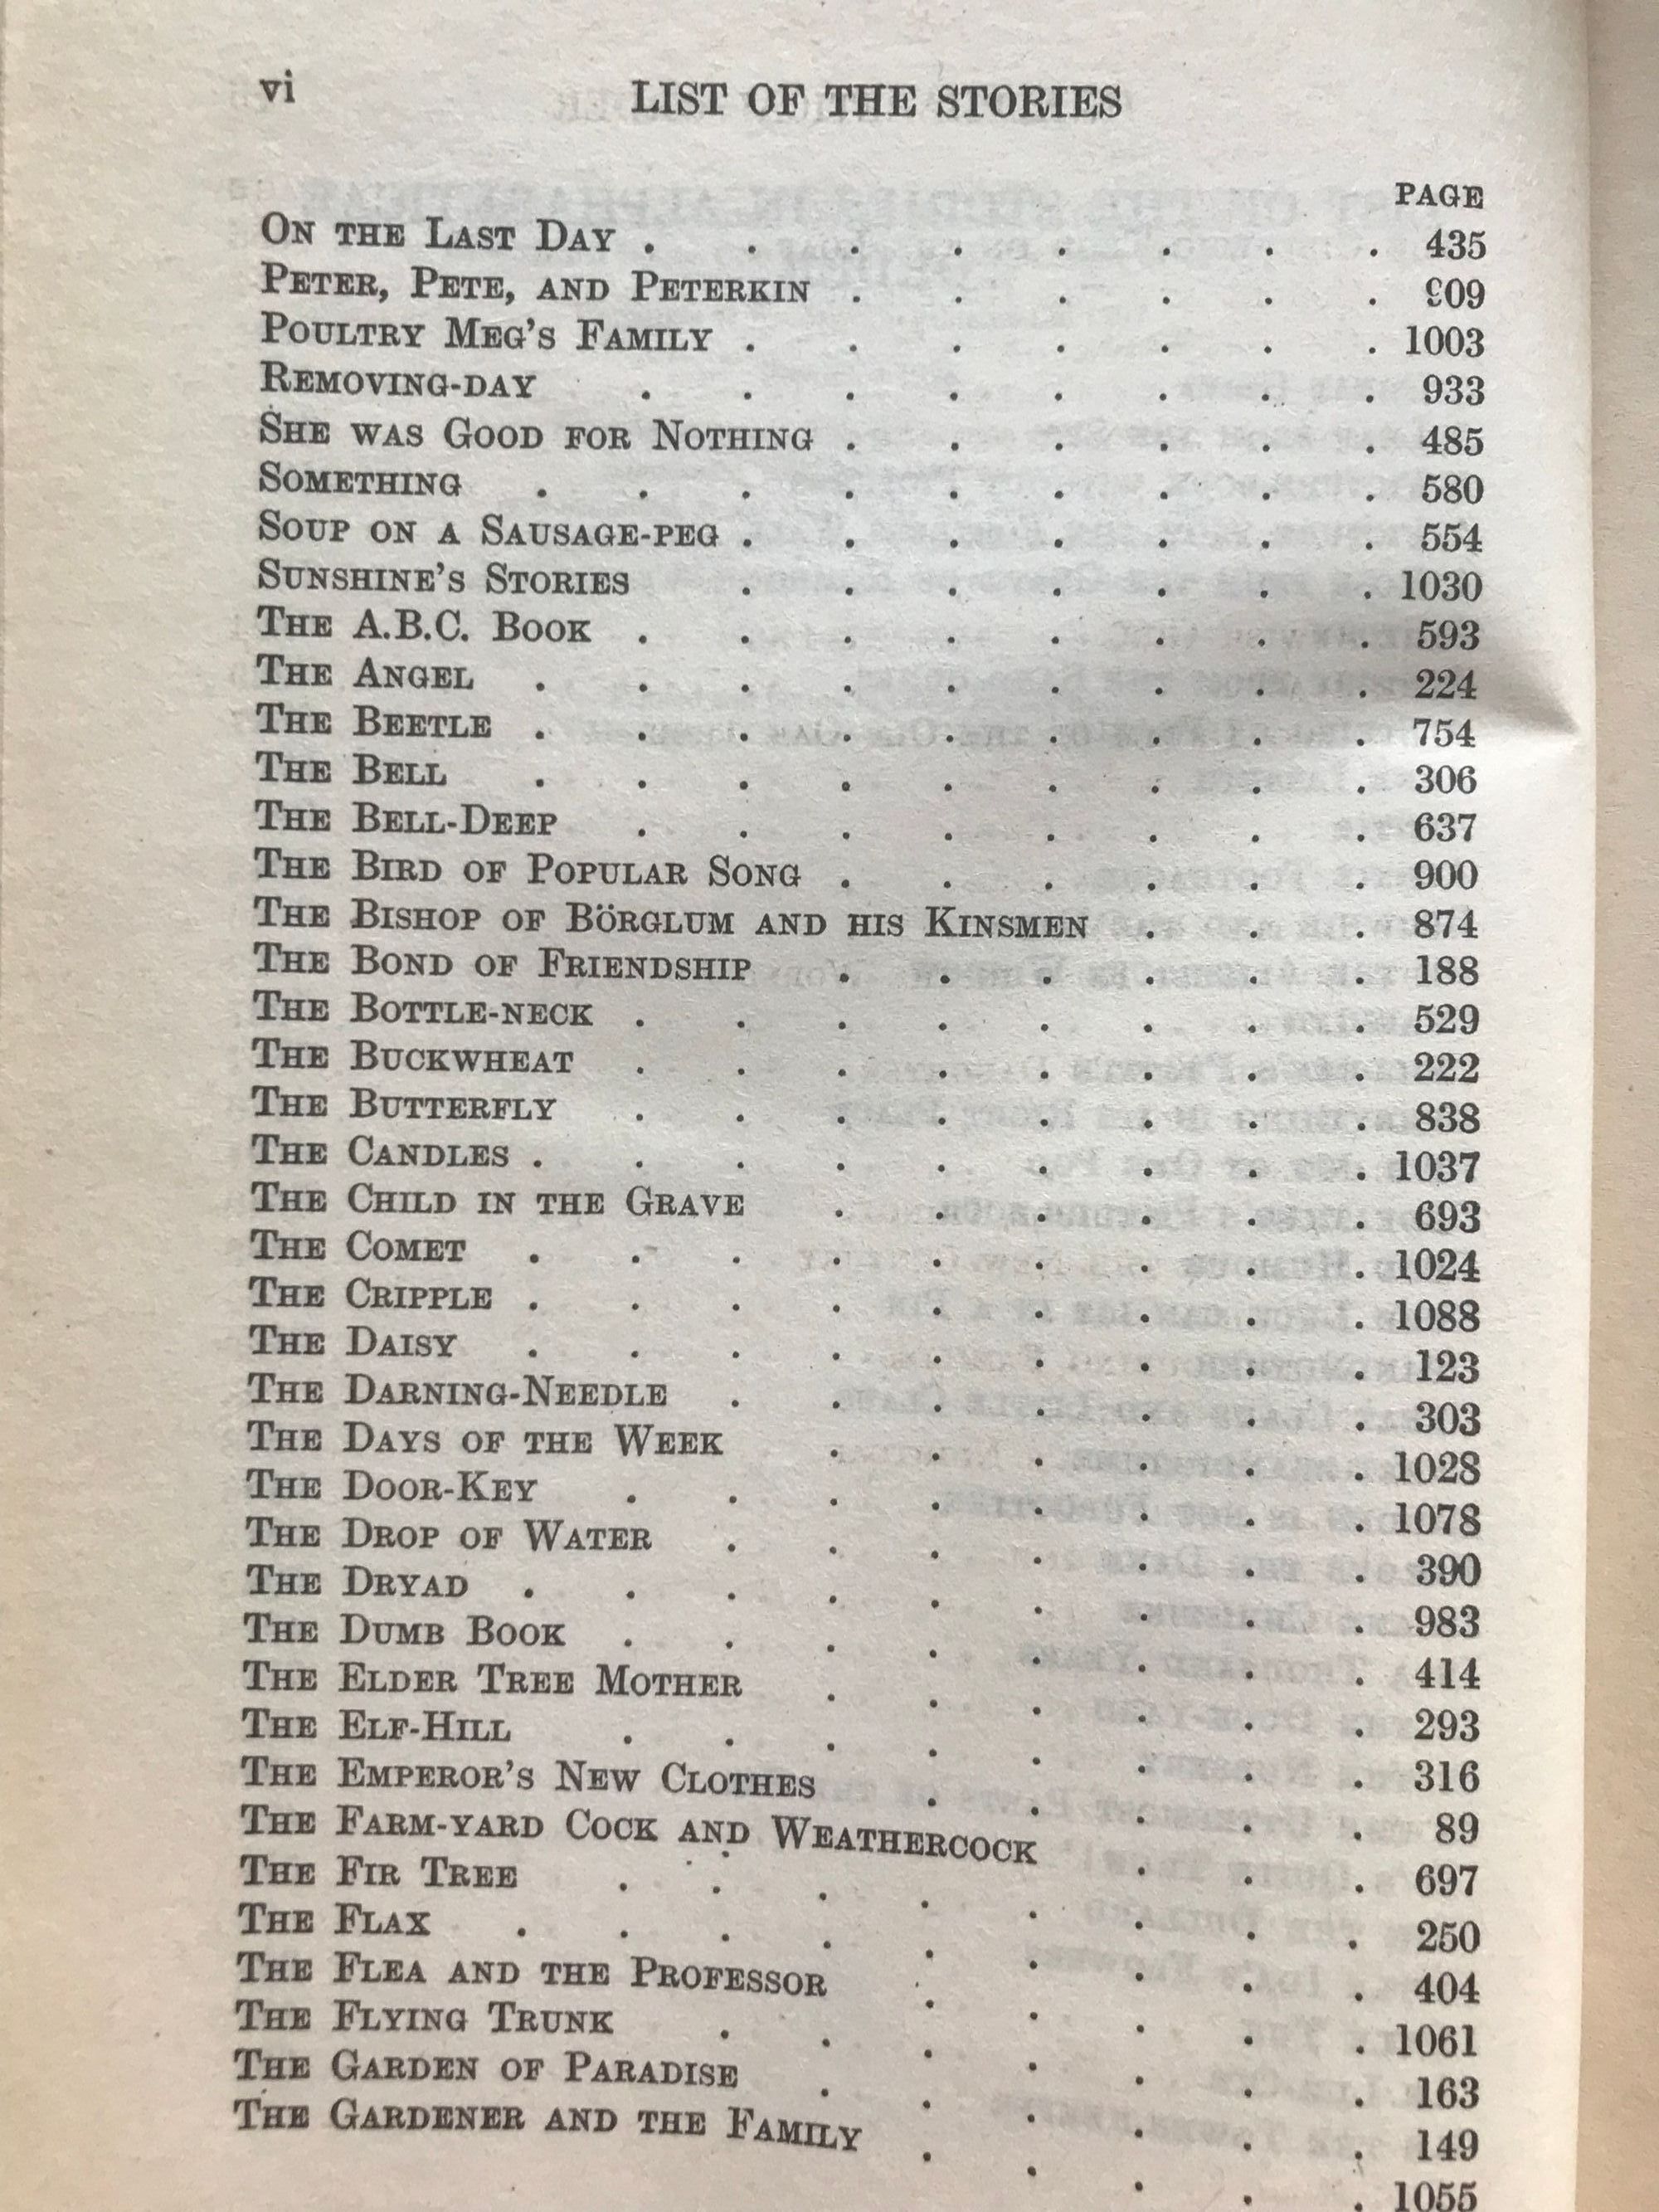 vi LIST OF THE STORIES
PAGE
ON THE LAST DAY . . . . . . . . 435
PETER, PETE, AND PETERKIN . . . . . . 909
POULTRY MEG'S FAMILY . . . . . . . 1003
REMOVING-DAY . . . . . . . . 933
SHE WAS GOOD FOR NOTHING . . . . . . 485
SOMETHING . . . . . . . . . 580
SOUP ON A SAUSAGE-PEG . . . . . . . 554
SUNSHINE'S STORIES . . . . . . . 1030
THE A.B.C. BOOK . . . . . . . . 593
THE ANGEL . . . . . . . . . 224
THE BEETLE . . . . . . . . . 754
THE BELL . . . . . . . . . 306
THE BELL-DEEP . . . . . . . . 637
THE BIRD OF POPULAR SONG . . . . . . 900
THE BISHOP OF BÖRGLUM AND HIS KINSMEN . . . 874
THE BOND OF FRIENDSHIP . . . . . . 188
THE BOTTLE-NECK . . . . . . . . 529
THE BUCKWHEAT . . . . . . . . 222
THE BUTTERFLY . . . . . . . . 838
THE CANDLES . . . . . . . . . 1037
THE CHILD IN THE GRAVE . . . . . . 693
THE COMET . . . . . . . . . 1024
THE CRIPPLE . . . . . . . . . 1088
THE DAISY . . . . . . . . . 123
THE DARNING-NEEDLE . . . . . . . 303
THE DAYS OF THE WEEK . . . . . . 1028
THE DOOR-KEY . . . . . . . . 1078
THE DROP OF WATER . . . . . . . 390
THE DRYAD . . . . . . . . . 983
THE DUMB BOOK . . . . . . . . 414
THE ELDER TREE MOTHER . . . . . . 293
THE ELF-HILL . . . . . . . . 316
THE EMPEROR'S NEW CLOTHES . . . . . 89
THE FARM-YARD COCK AND WEATHERCOCK . . . 697
THE FIR TREE . . . . . . . . 250
THE FLAX . . . . . . . . . 404
THE FLEA AND THE PROFESSOR . . . . . 1061
THE FLYING TRUNK . . . . . . . 163
THE GARDEN OF PARADISE . . . . . . 149
THE GARDENER AND THE FAMILY . . . . . 1055